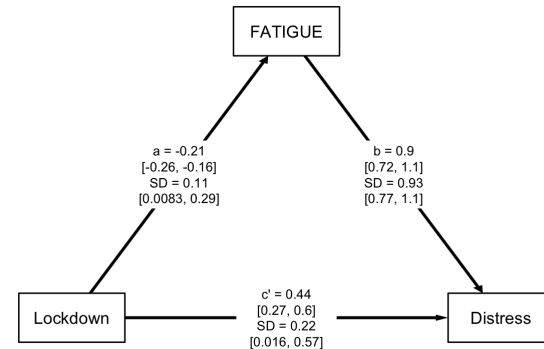 FATIGUE
a = -0.21
[-0.26, -0.16]
SD = 0.11
[0.0083, 0.29]
b = 0.9
[0.72, 1.1]
SD = 0.93
[0.77, 1.1]
Lockdown
c' = 0.44
[0.27, 0.6]
SD = 0.22
[0.016, 0.57]
Distress